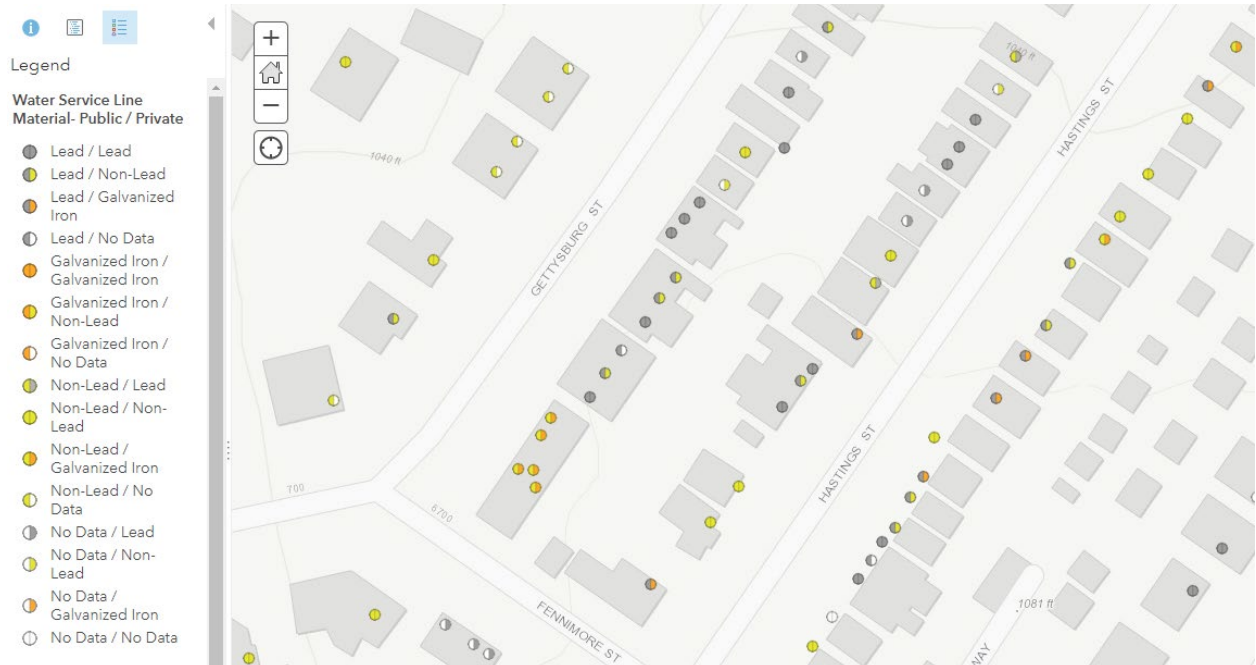 Legend
Water Service Line
Material- Public / Private
Lead / Lead
Lead / Non-Lead
Lead / Galvanized
Iron
Lead / No Data
Galvanized Iron /
Galvanized Iron
Galvanized Iron /
Non-Lead
Galvanized Iron /
No Data
Non-Lead / Lead
Non-Lead / Non-
Lead
Non-Lead /
Galvanized Iron
Non-Lead / No
Data
No Data / Lead
No Data / Non-
Lead
No Data /
Galvanized Iron
No Data / No Data
1040 ft
1040 ft
HASTINGS ST
GETTYSBURG ST
HASTINGS ST
700
6700
FENNIMORE ST
1081 ft
WAY